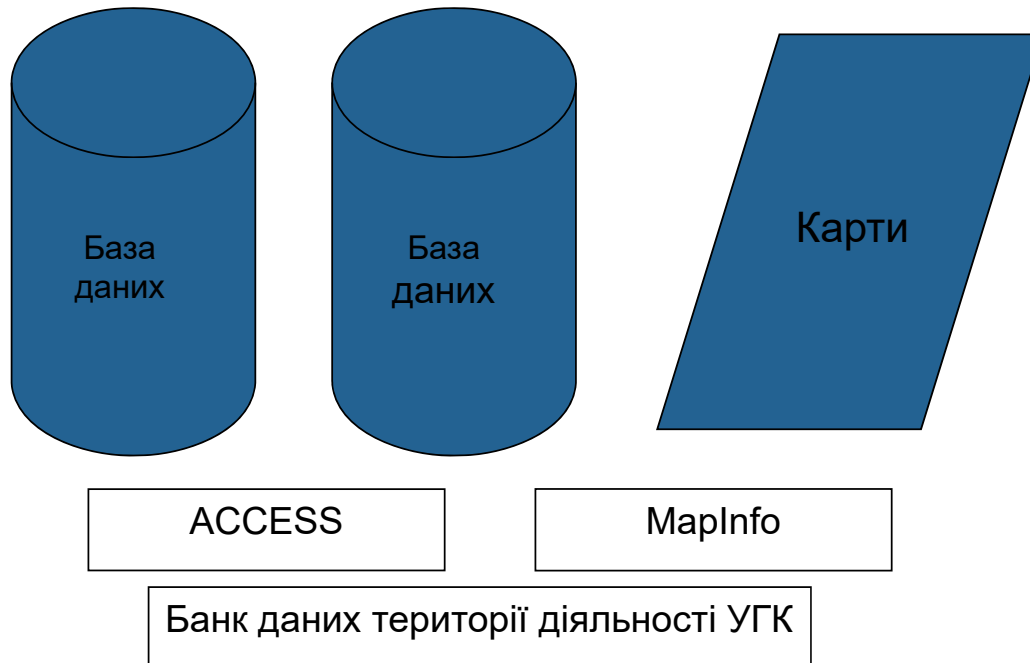 База
даних
База
даних
Карти
ACCESS
MapInfo
Банк даних території діяльності УГК